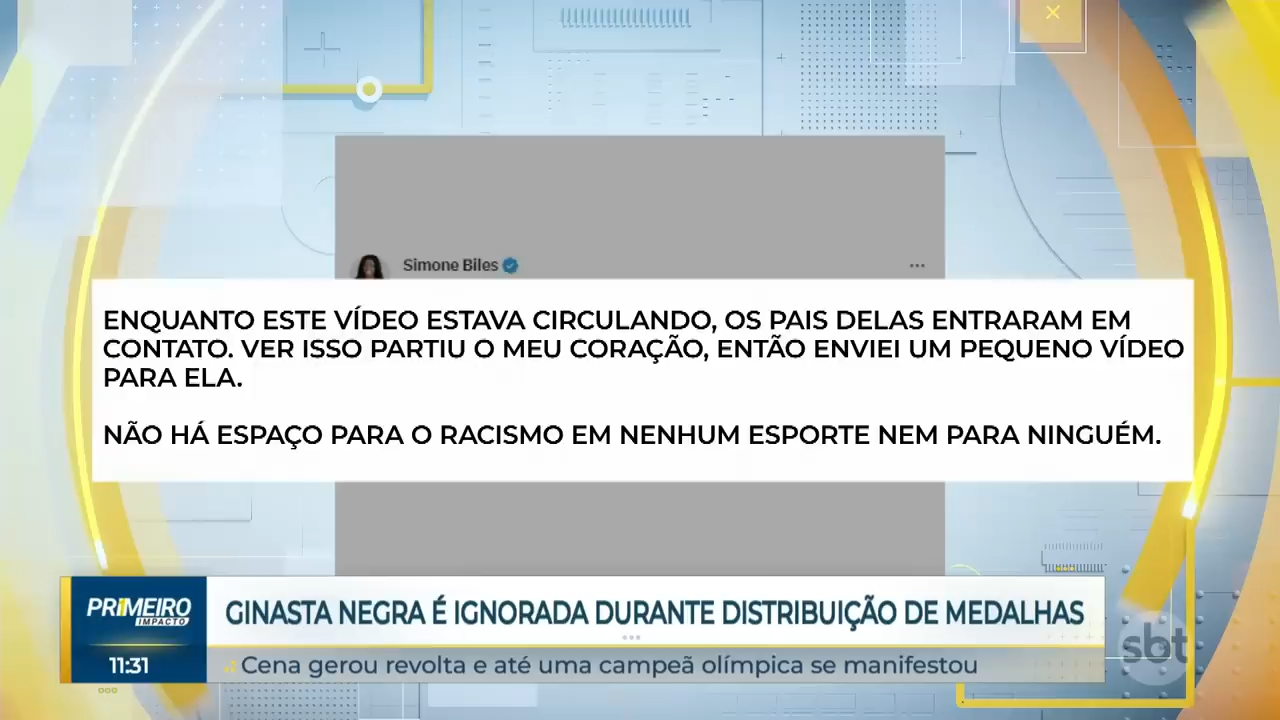 Simone Biles
ENQUANTO ESTE VÍDEO ESTAVA CIRCULANDO, OS PAIS DELAS ENTRARAM EM
CONTATO. VER ISSO PARTIU O MEU CORAÇÃO, ENTÃO ENVIEI UM PEQUENO VÍDEO
PARA ELA.
NÃO HÁ ESPAÇO PARA O RACISMO EM NENHUM ESPORTE NEM PARA NINGUÉM.
PRIMEIRO
IMPACTO
GINASTA NEGRA É IGNORADA DURANTE DISTRIBUIÇÃO DE MEDALHAS
11:31
Cena gerou revolta e até uma campeã olímpica se manifestou
sbt